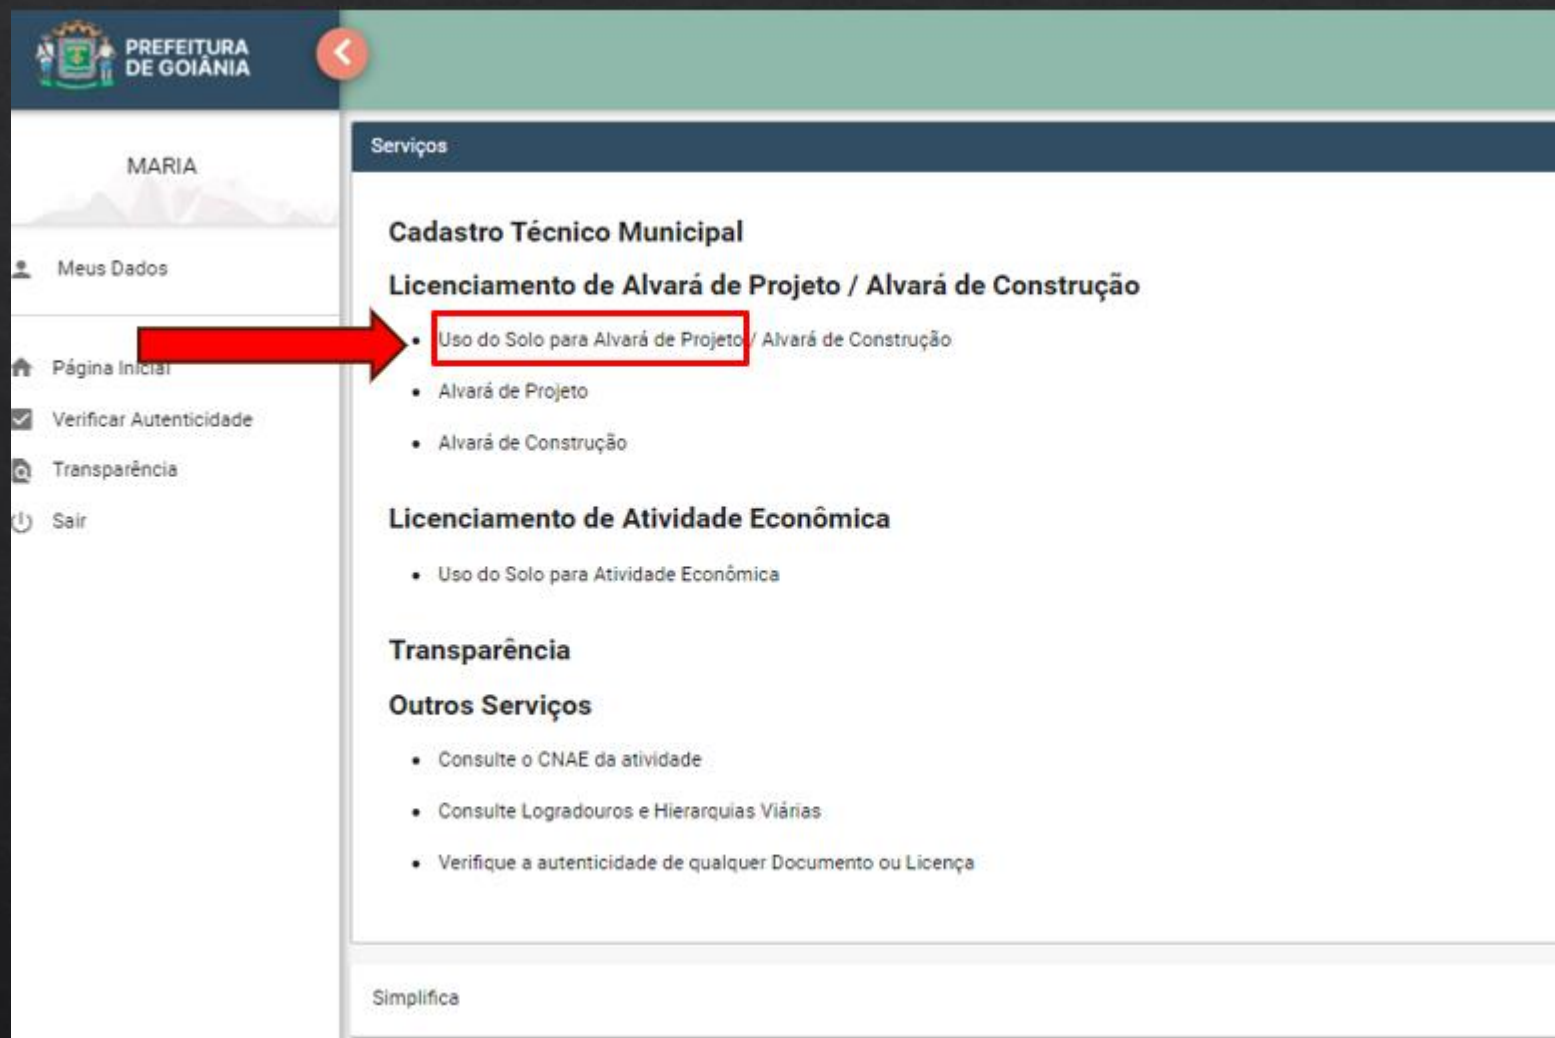 PREFEITURA
DE GOIÂNIA
MARIA
Meus Dados
Página Inicial
Verificar Autenticidade
Transparência
Sair
Serviços
Cadastro Técnico Municipal
Licenciamento de Alvará de Projeto / Alvará de Construção
Uso do Solo para Alvará de Projeto / Alvará de Construção
Alvará de Projeto
Alvará de Construção
Licenciamento de Atividade Econômica
Uso do Solo para Atividade Econômica
Transparência
Outros Serviços
Consulte o CNAE da atividade
Consulte Logradouros e Hierarquias Viárias
Verifique a autenticidade de qualquer Documento ou Licença
Simplifica